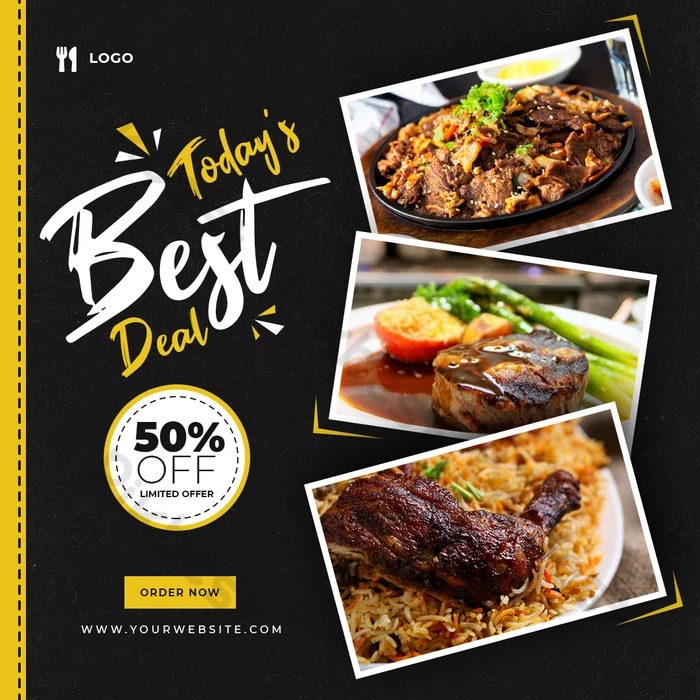 LOGO
Today's
Best
Deal
50%
OFF
LIMITED OFFER
ORDER NOW
WWW.YOURWEBSITE.COM